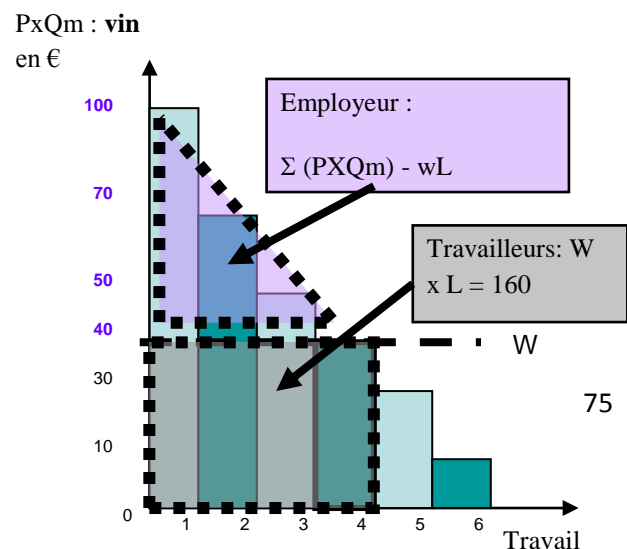 PxQm : vin
en €
100
70
50
40
30
10
0
Employeur :
Σ (PXQm) - wL
Travailleurs: W
x L = 160
W
75
1 2 3 4 5 6
Travail